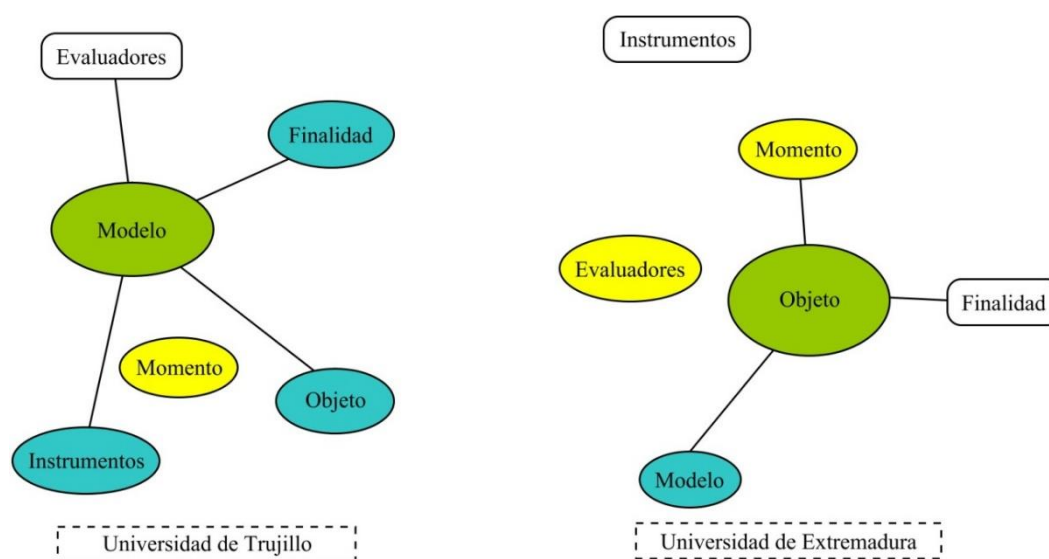 Evaluadores
Finalidad
Modelo
Momento
Objeto
Instrumentos
Universidad de Trujillo
Instrumentos
Momento
Evaluadores
Objeto
Finalidad
Modelo
Universidad de Extremadura